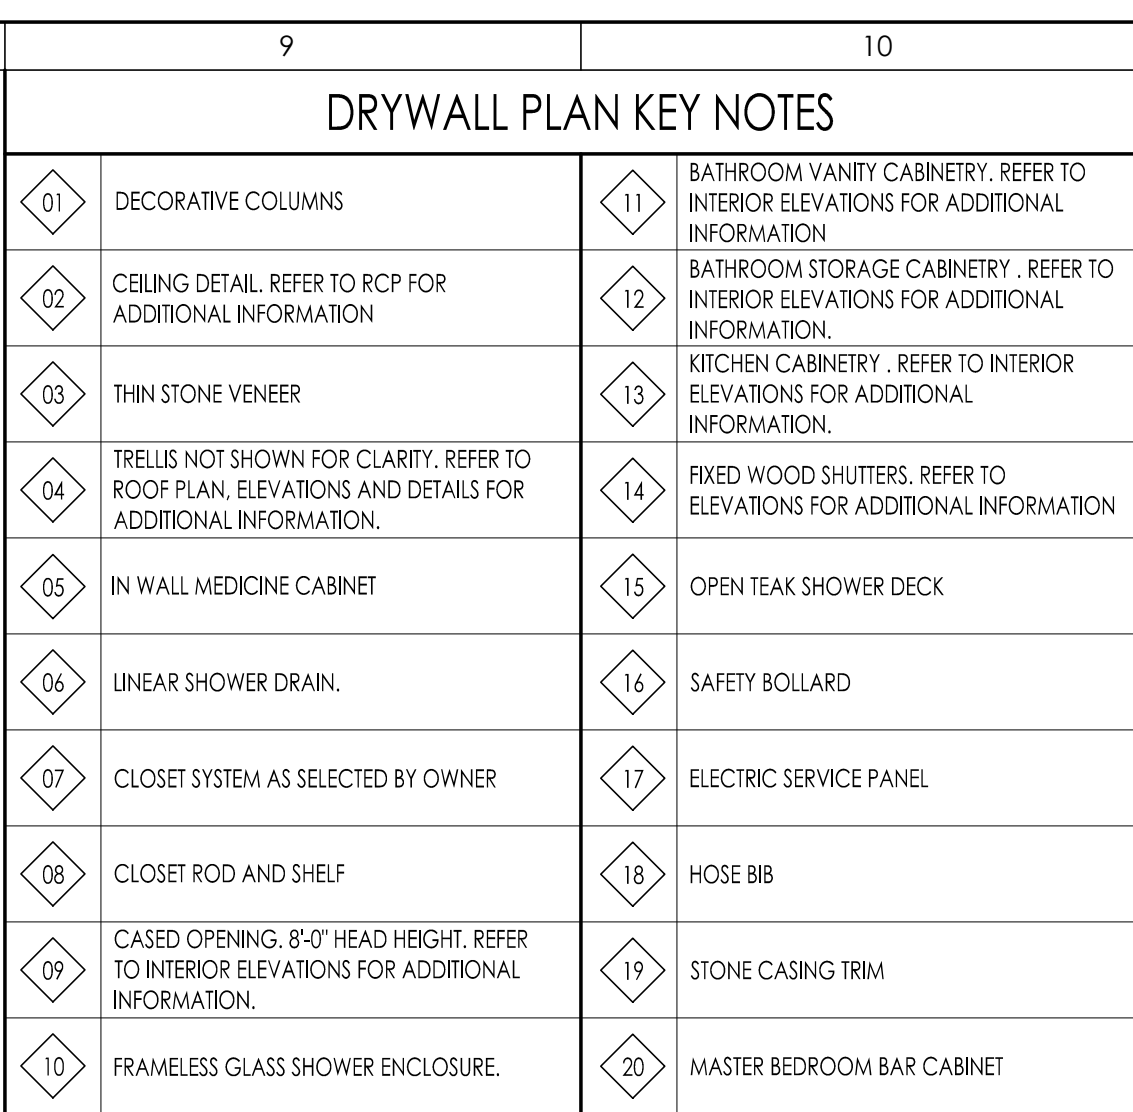 9
10
DRYWALL PLAN KEY NOTES
01
DECORATIVE COLUMNS
02
CEILING DETAIL. REFER TO RCP FOR
ADDITIONAL INFORMATION
03
THIN STONE VENEER
04
TRELLIS NOT SHOWN FOR CLARITY. REFER TO
ROOF PLAN, ELEVATIONS AND DETAILS FOR
ADDITIONAL INFORMATION.
05
IN WALL MEDICINE CABINET
06
LINEAR SHOWER DRAIN.
07
CLOSET SYSTEM AS SELECTED BY OWNER
08
CLOSET ROD AND SHELF
09
CASED OPENING. 8'-0" HEAD HEIGHT. REFER
TO INTERIOR ELEVATIONS FOR ADDITIONAL
INFORMATION.
10
FRAMELESS GLASS SHOWER ENCLOSURE.
11
BATHROOM VANITY CABINETRY. REFER TO
INTERIOR ELEVATIONS FOR ADDITIONAL
INFORMATION
12
BATHROOM STORAGE CABINETRY . REFER TO
INTERIOR ELEVATIONS FOR ADDITIONAL
INFORMATION.
13
KITCHEN CABINETRY . REFER TO INTERIOR
ELEVATIONS FOR ADDITIONAL
INFORMATION.
14
FIXED WOOD SHUTTERS. REFER TO
ELEVATIONS FOR ADDITIONAL INFORMATION
15
OPEN TEAK SHOWER DECK
16
SAFETY BOLLARD
17
ELECTRIC SERVICE PANEL
18
HOSE BIB
19
STONE CASING TRIM
20
MASTER BEDROOM BAR CABINET